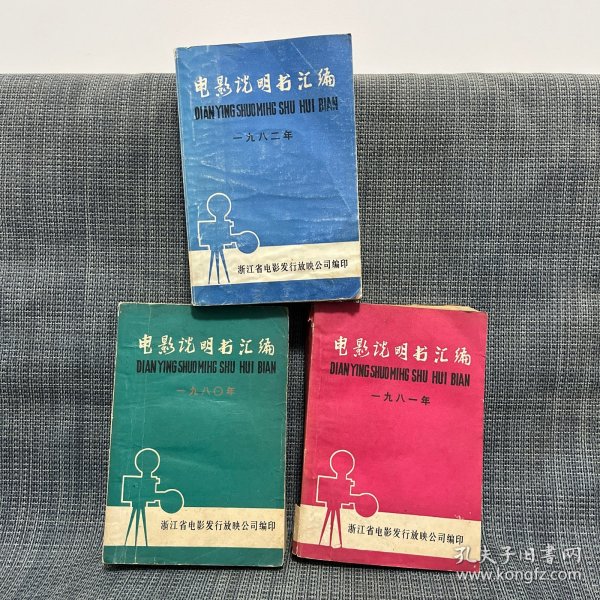 电影说明书汇编
DIAN YING SHUO MING SHU HUI BIAN
一九八二年
浙江省电影发行放映公司编印
电影说明书汇编
DIAN YING SHUO MING SHU HUI BIAN
一九八〇年
浙江省电影发行放映公司编印
电影说明书汇编
DIAN YING SHUO MING SHU HUI BIAN
一九八一年
浙江省电影发行放映公司编印
孔夫子旧书网
www.kongfz.com